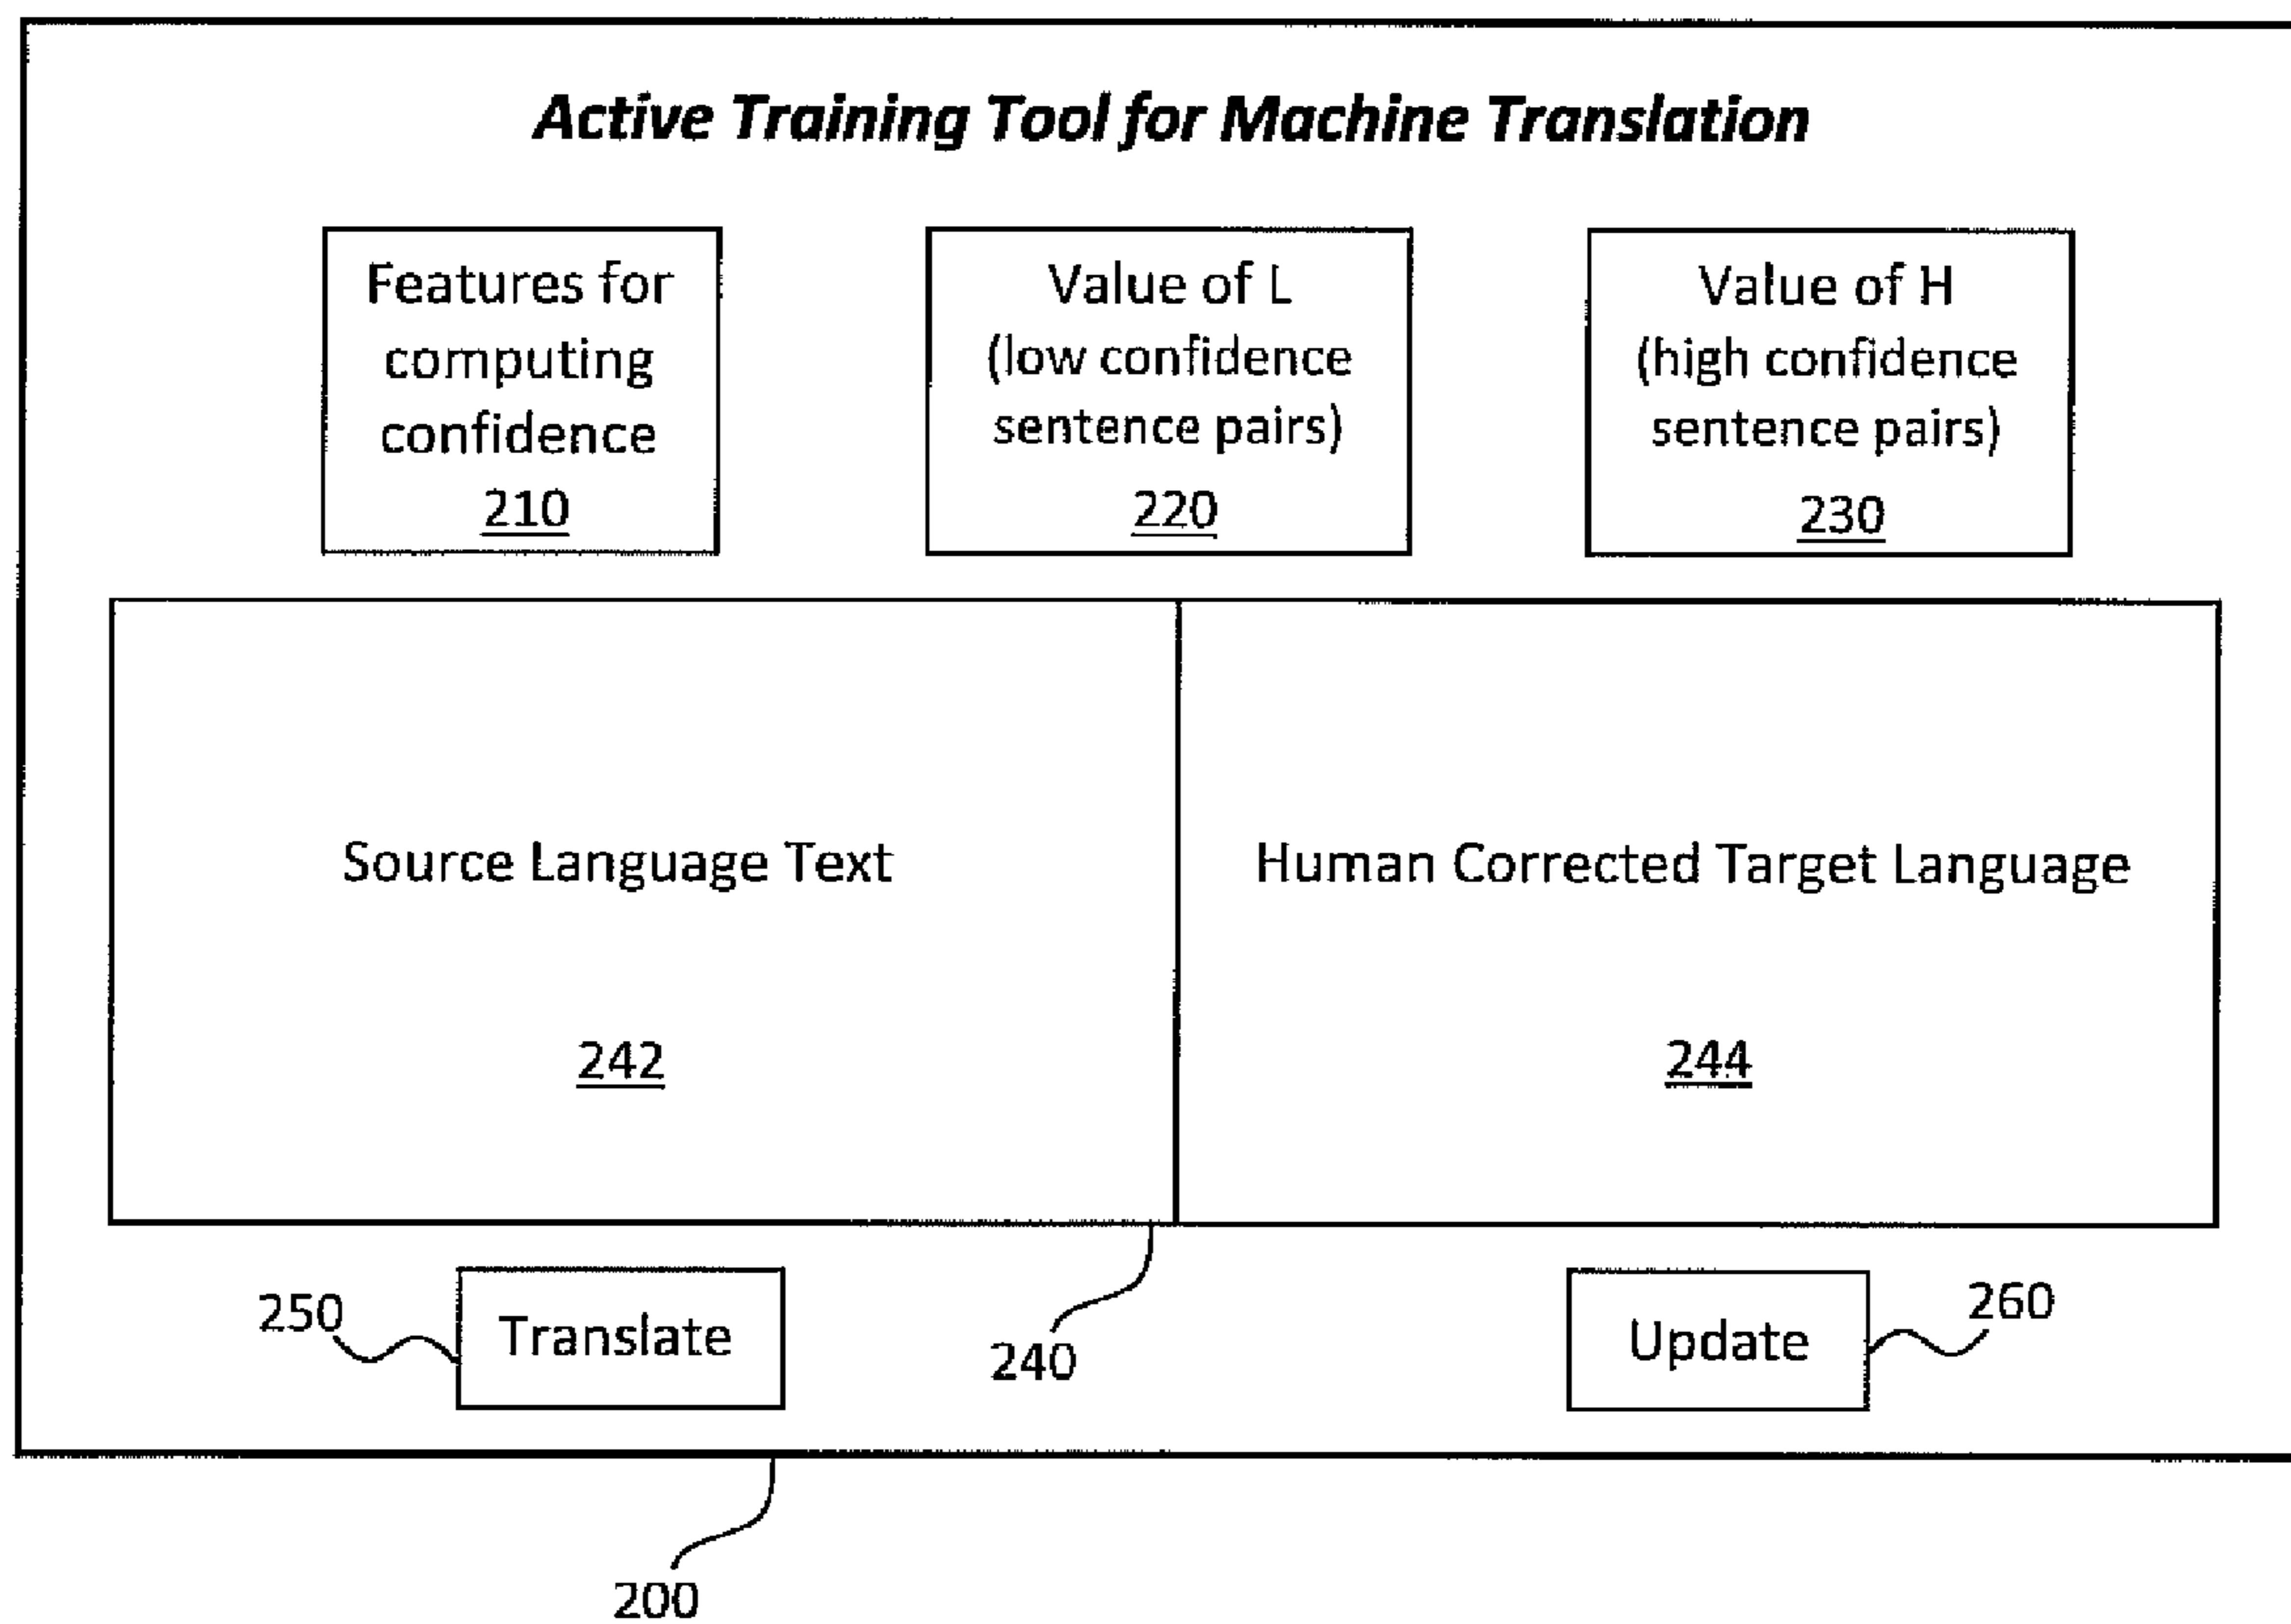 Active Training Tool for Machine Translation
Features for
computing
confidence
210
Value of L
(low confidence
sentence pairs)
220
Value of H
(high confidence
sentence pairs)
230
Source Language Text
242
Human Corrected Target Language
244
250
Translate
240
Update
260
200